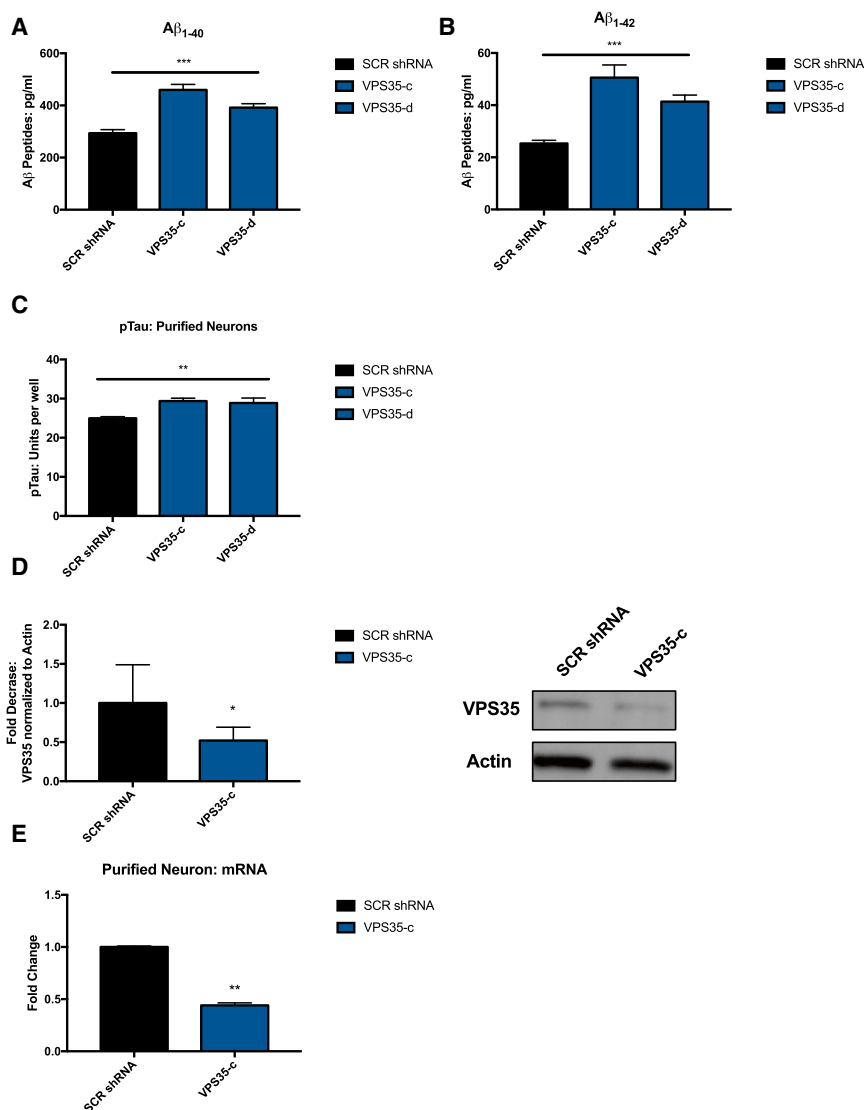 A
Aβ1-40
Aβ Peptides: pg/ml
600
400
200
0
***
SCR shRNA
VPS35-c
VPS35-d
SCR shRNA
VPS35-c
VPS35-d
B
Aβ1-42
Aβ Peptides: pg/ml
60
40
20
0
***
SCR shRNA
VPS35-c
VPS35-d
SCR shRNA
VPS35-c
VPS35-d
C
pTau: Purified Neurons
pTau: Units per well
40
30
20
10
0
**
SCR shRNA
VPS35-c
VPS35-d
SCR shRNA
VPS35-c
VPS35-d
D
Fold Decrase:
VPS35 normalized to Actin
2.0
1.5
1.0
0.5
0.0
*
SCR shRNA
VPS35-c
SCR shRNA
VPS35-c
SCR shRNA
VPS35-c
VPS35
Actin
E
Purified Neuron: mRNA
Fold Change
1.5
1.0
0.5
0.0
**
SCR shRNA
VPS35-c
SCR shRNA
VPS35-c